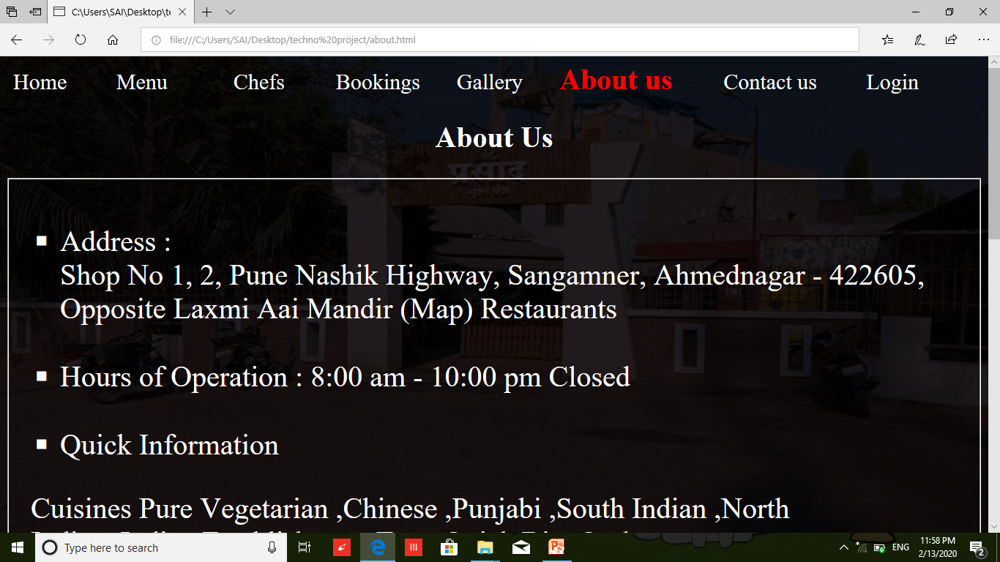 C:\Users\SAI\Desktop\te
file:///C:/Users/SAI/Desktop/techno%20project/about.html
Home Menu Chefs Bookings Gallery About us Contact us Login
About Us
प्रसाद
Address :
Shop No 1, 2, Pune Nashik Highway, Sangamner, Ahmednagar - 422605,
Opposite Laxmi Aai Mandir (Map) Restaurants
Hours of Operation : 8:00 am - 10:00 pm Closed
Quick Information
Cuisines Pure Vegetarian ,Chinese ,Punjabi ,South Indian ,North
Type here to search
ENG
11:58 PM
2/13/2020
2